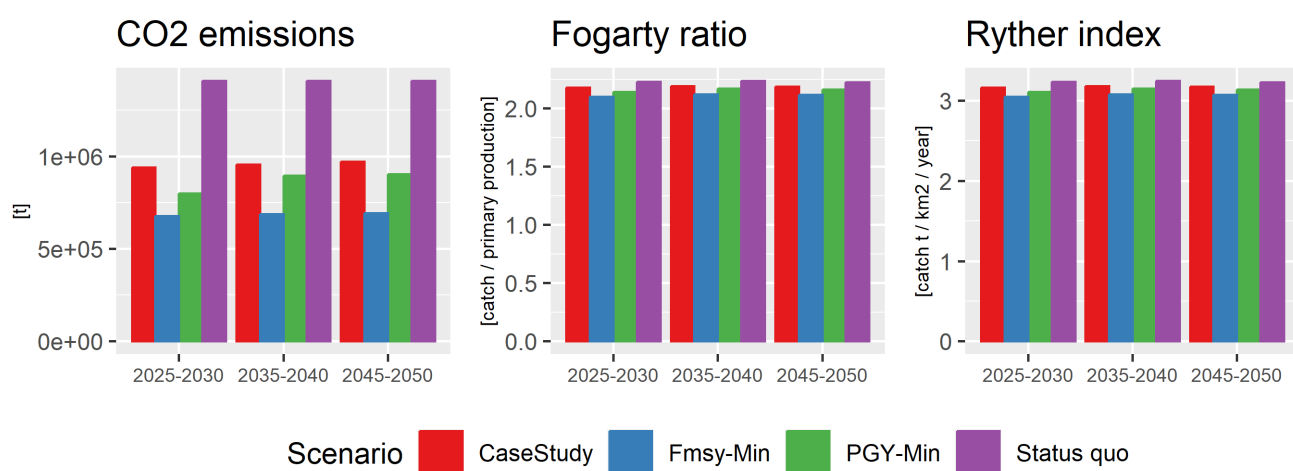 CO2 emissions
[t]
1e+06
5e+05
0e+00
2025-2030 2035-2040 2045-2050
Fogarty ratio
[catch / primary production]
2.0
1.5
1.0
0.5
0.0
2025-2030 2035-2040 2045-2050
Ryther index
[catch t / km2 / year]
3
2
1
0
2025-2030 2035-2040 2045-2050
Scenario CaseStudy Fmsy-Min PGY-Min Status quo